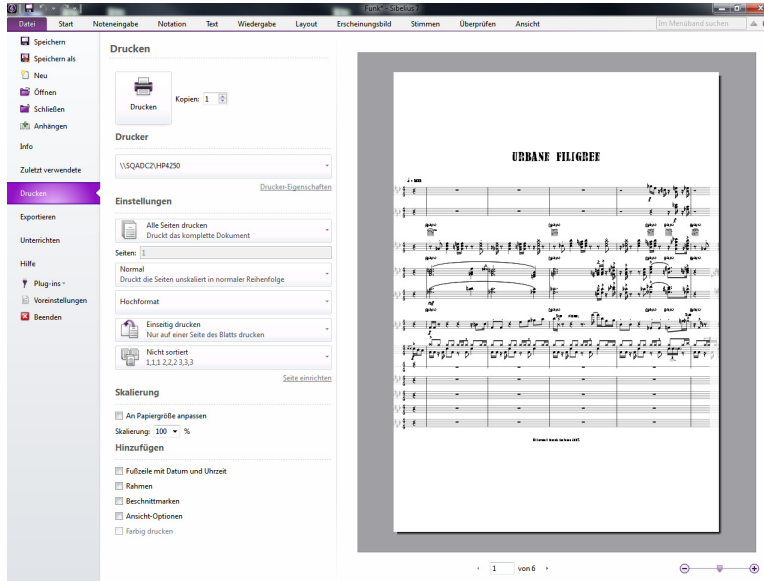 Funk* - Sibelius 7
Datei Start Noteneingabe Notation Text Wiedergabe Layout Erscheinungsbild Stimmen Überprüfen Ansicht Im Menüband suchen
Speichern
Speichern als
Neu
Öffnen
Schließen
Anhängen
Info
Zuletzt verwendete
Drucken
Exportieren
Unterrichten
Hilfe
Plug-ins
Voreinstellungen
Beenden
Drucken
Drucken
Kopien: 1
Drucker
\\SQADC2\HP4250
Drucker-Eigenschaften
Einstellungen
Alle Seiten drucken
Druckt das komplette Dokument
Seiten: 1
Normal
Druckt die Seiten unskaliert in normaler Reihenfolge
Hochformat
Einseitig drucken
Nur auf einer Seite des Blatts drucken
Nicht sortiert
1,1,1 2,2,2 3,3,3
Seite einrichten
Skalierung
An Papiergröße anpassen
Skalierung: 100 %
Hinzufügen
Fußzeile mit Datum und Uhrzeit
Rahmen
Beschnittmarken
Ansicht-Optionen
Farbig drucken
URBANE FILIGREE
1 von 6